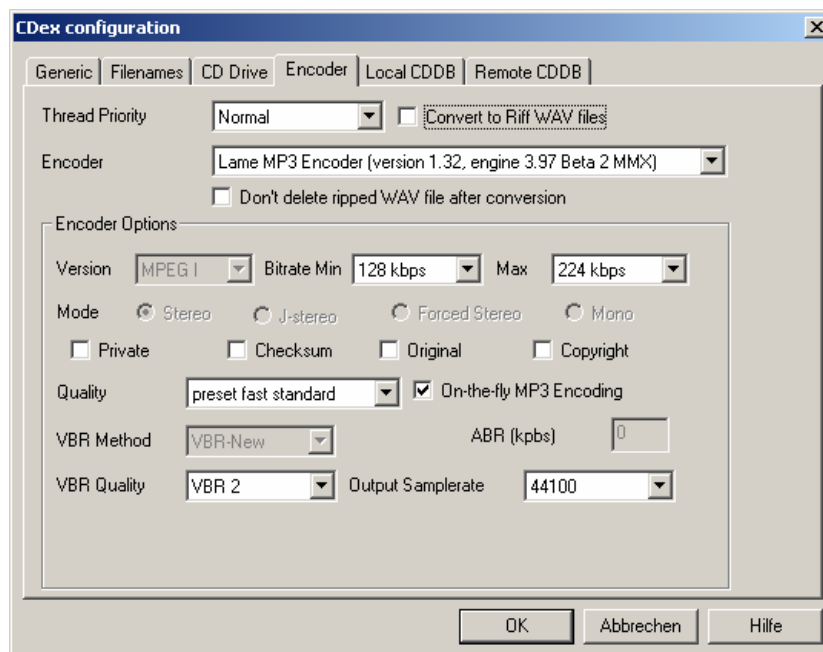 CDex configuration
Generic Filenames CD Drive Encoder Local CDDB Remote CDDB
Thread Priority Normal Convert to Riff WAV files
Encoder Lame MP3 Encoder (version 1.32, engine 3.97 Beta 2 MMX)
Don't delete ripped WAV file after conversion
Encoder Options
Version MPEG I Bitrate Min 128 kbps Max 224 kbps
Mode Stereo J-stereo Forced Stereo Mono
Private Checksum Original Copyright
Quality preset fast standard On-the-fly MP3 Encoding
VBR Method VBR-New ABR (kpbs) 0
VBR Quality VBR 2 Output Samplerate 44100
OK Abbrechen Hilfe